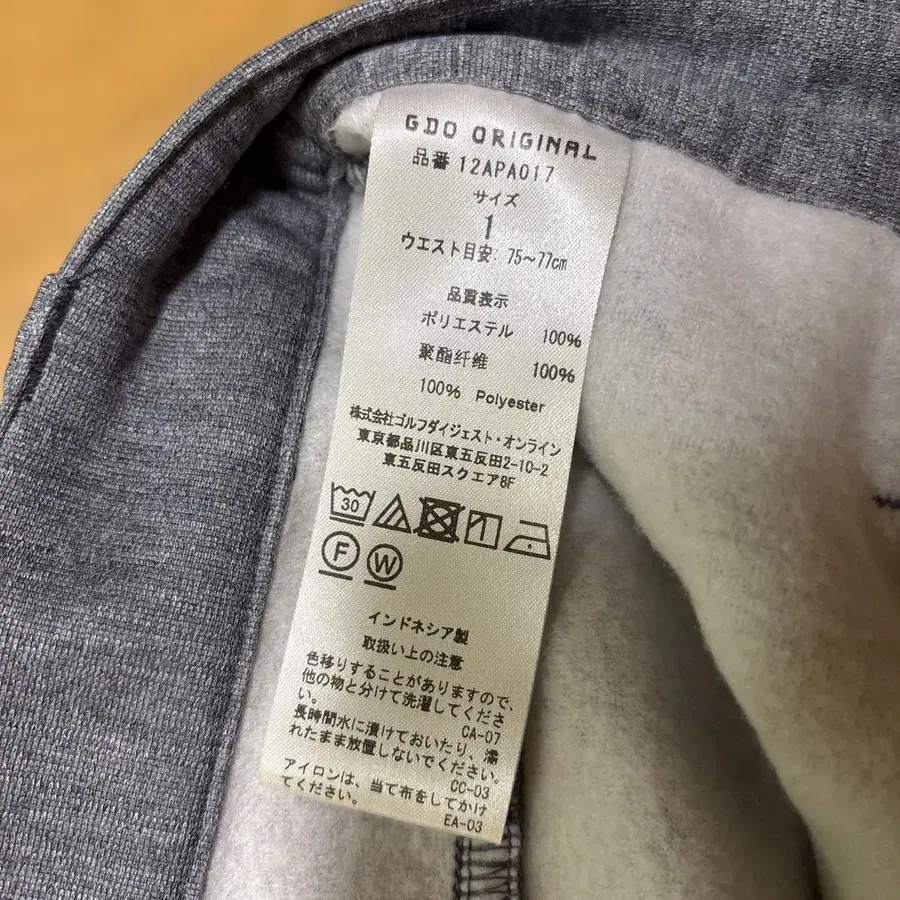 GDO ORIGINAL
品番 12APA017
サイズ
1
ウエスト目安: 75~77cm
品質表示
ポリエステル 100%
聚酯纤维 100%
100% Polyester
株式会社ゴルフダイジェスト・オンライン
東京都品川区東五反田2-10-2
東五反田スクエア8F
30
F W
インドネシア製
取扱い上の注意
色移りすることがありますので、
他の物と分けて洗濯してくださ
い。
CA-07
長時間水に漬けておいたり、濡
れたまま放置しないでください。
CC-03
アイロンは、当て布をしてかけ
てください。
EA-03